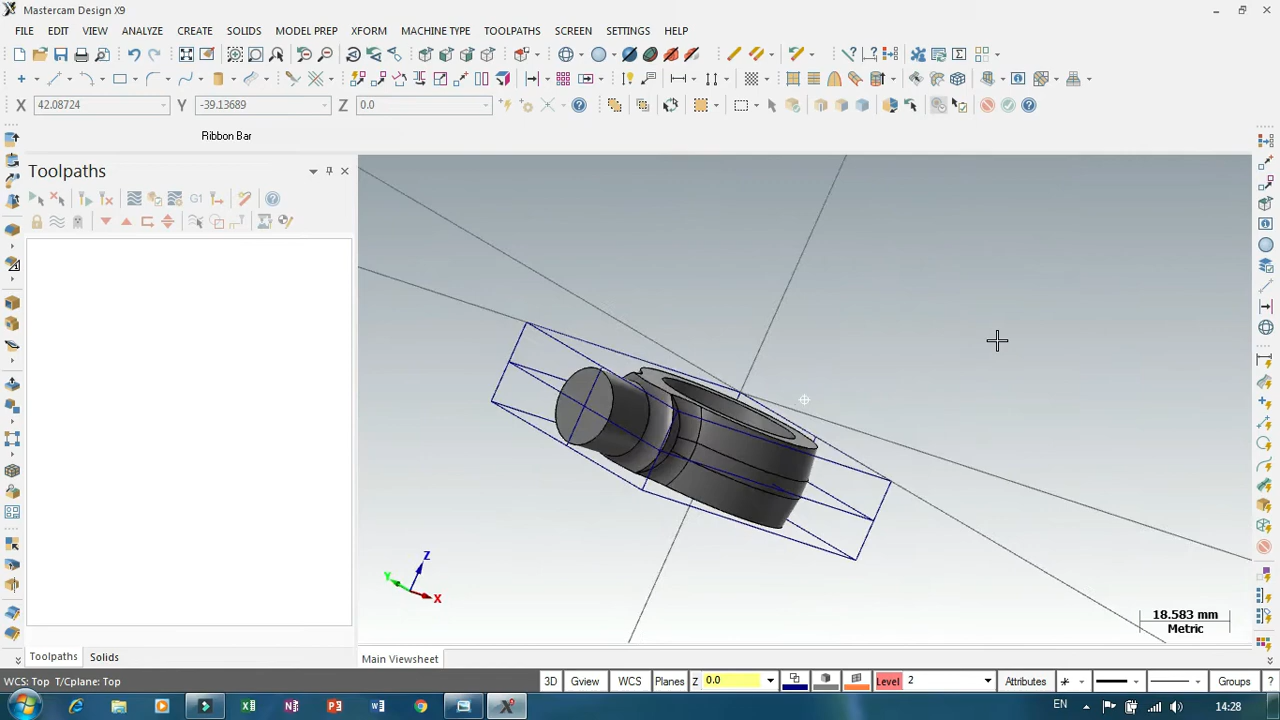 Mastercam Design X9
FILE EDIT VIEW ANALYZE CREATE SOLIDS MODEL PREP XFORM MACHINE TYPE TOOLPATHS SCREEN SETTINGS HELP
X 42.08724 Y -39.13689 Z 0.0
Ribbon Bar
Toolpaths
G1
Z
Y
X
18.583 mm
Metric
Toolpaths Solids
Main Viewsheet
WCS: Top T/Cplane: Top
3D Gview WCS Planes Z 0.0 Level 2 Attributes Groups
EN 14:28